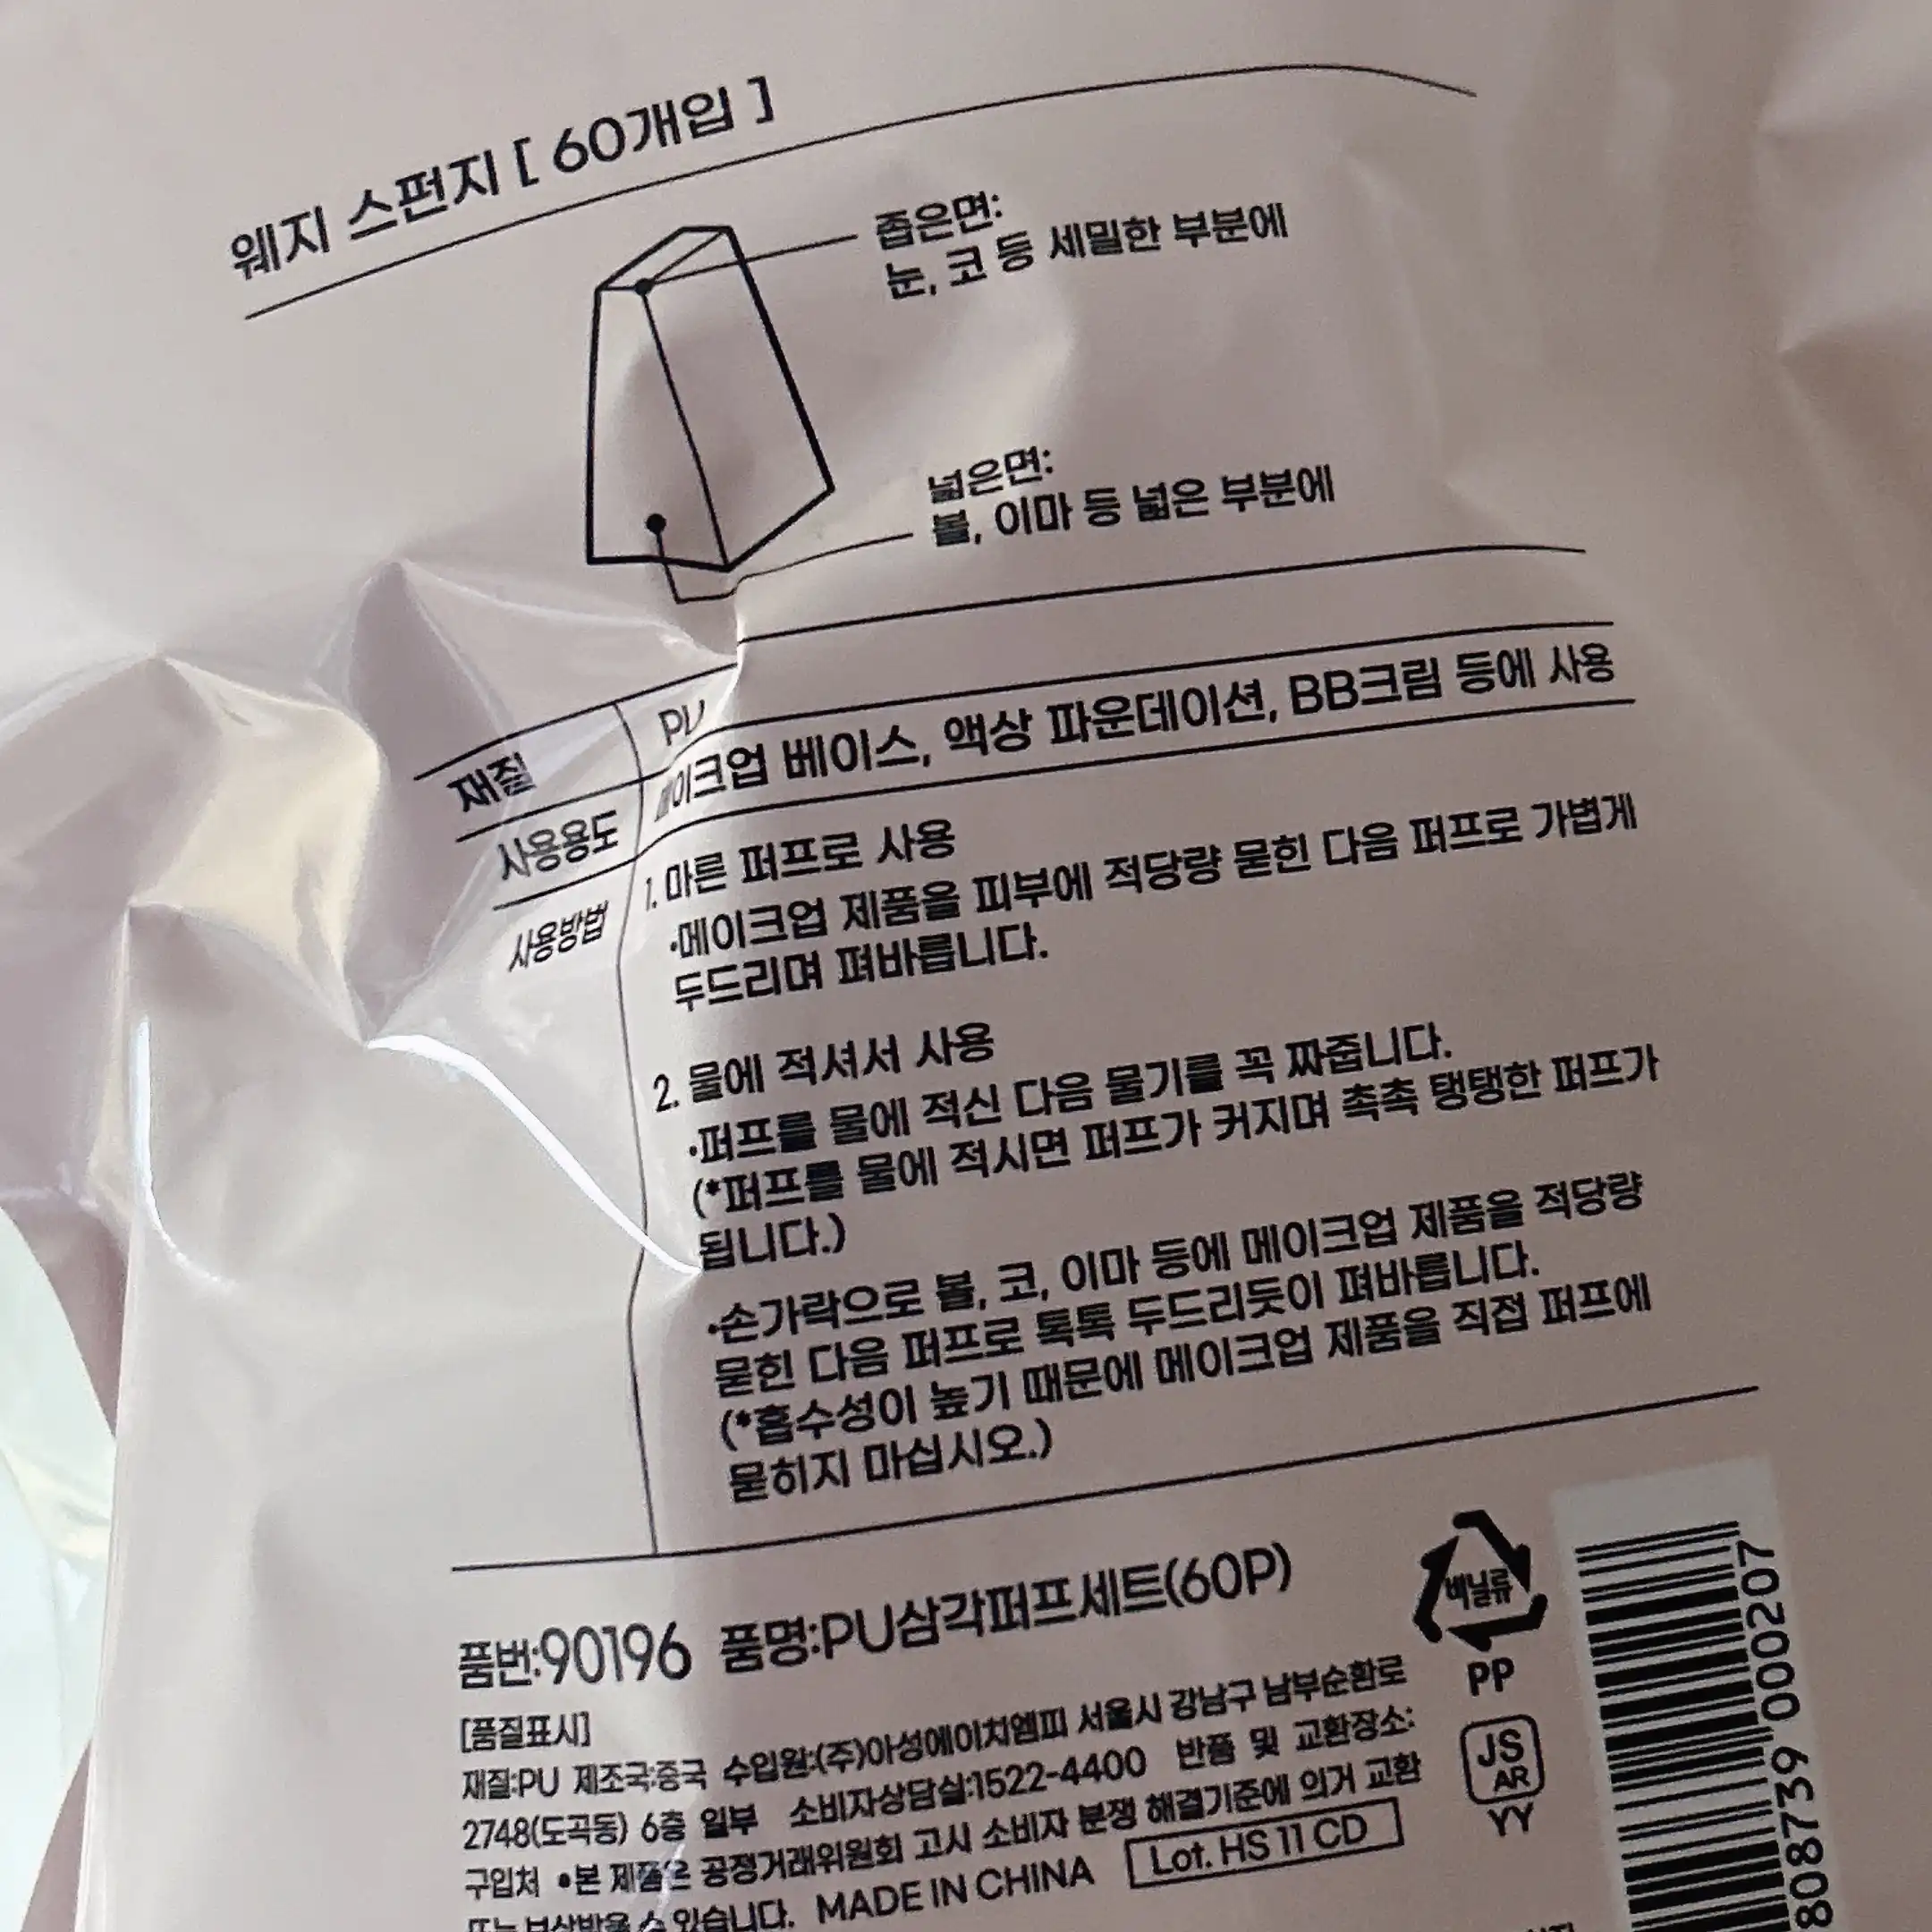 웨지 스펀지 [ 60개입 ]
좁은면:
눈, 코 등 세밀한 부분에
넓은면:
볼, 이마 등 넓은 부분에
재질 PU
사용용도 메이크업 베이스, 액상 파운데이션, BB크림 등에 사용
사용방법 1. 마른 퍼프로 사용
•메이크업 제품을 피부에 적당량 묻힌 다음 퍼프로 가볍게
두드리며 펴바릅니다.
2. 물에 적셔서 사용
•퍼프를 물에 적신 다음 물기를 꼭 짜줍니다.
(*퍼프를 물에 적시면 퍼프가 커지며 촉촉 탱탱한 퍼프가
됩니다.)
•손가락으로 볼, 코, 이마 등에 메이크업 제품을 적당량
묻힌 다음 퍼프로 톡톡 두드리듯이 펴바릅니다.
(*흡수성이 높기 때문에 메이크업 제품을 직접 퍼프에
묻히지 마십시오.)
품번:90196 품명:PU삼각퍼프세트(60P)
비닐류
PP
[품질표시]
재질:PU 제조국:중국 수입원:(주)아성에이치엠피 서울시 강남구 남부순환로
2748(도곡동) 6층 일부 소비자상담실:1522-4400 반품 및 교환장소:
구입처 •본 제품은 공정거래위원회 고시 소비자 분쟁 해결기준에 의거 교환
또는 보상받을 수 있습니다. MADE IN CHINA Lot. HS 11 CD
JS
AR
YY
808739 000207